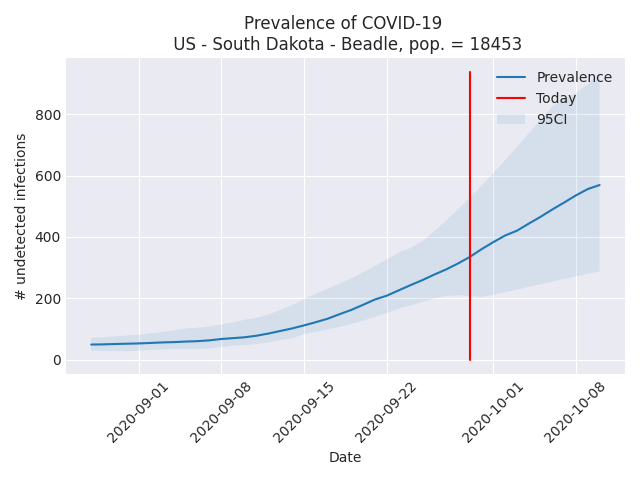 Prevalence of COVID-19
US - South Dakota - Beadle, pop. = 18453
Prevalence
Today
95CI
800
600
400
200
0
# undetected infections
2020-09-01
2020-09-08
2020-09-15
2020-09-22
2020-10-01
2020-10-08
Date